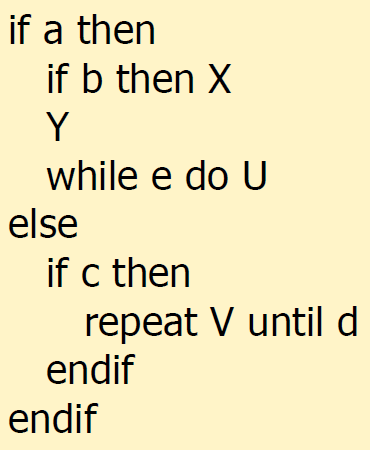 if a then
if b then X
Y
while e do U
else
if c then
repeat V until d
endif
endif